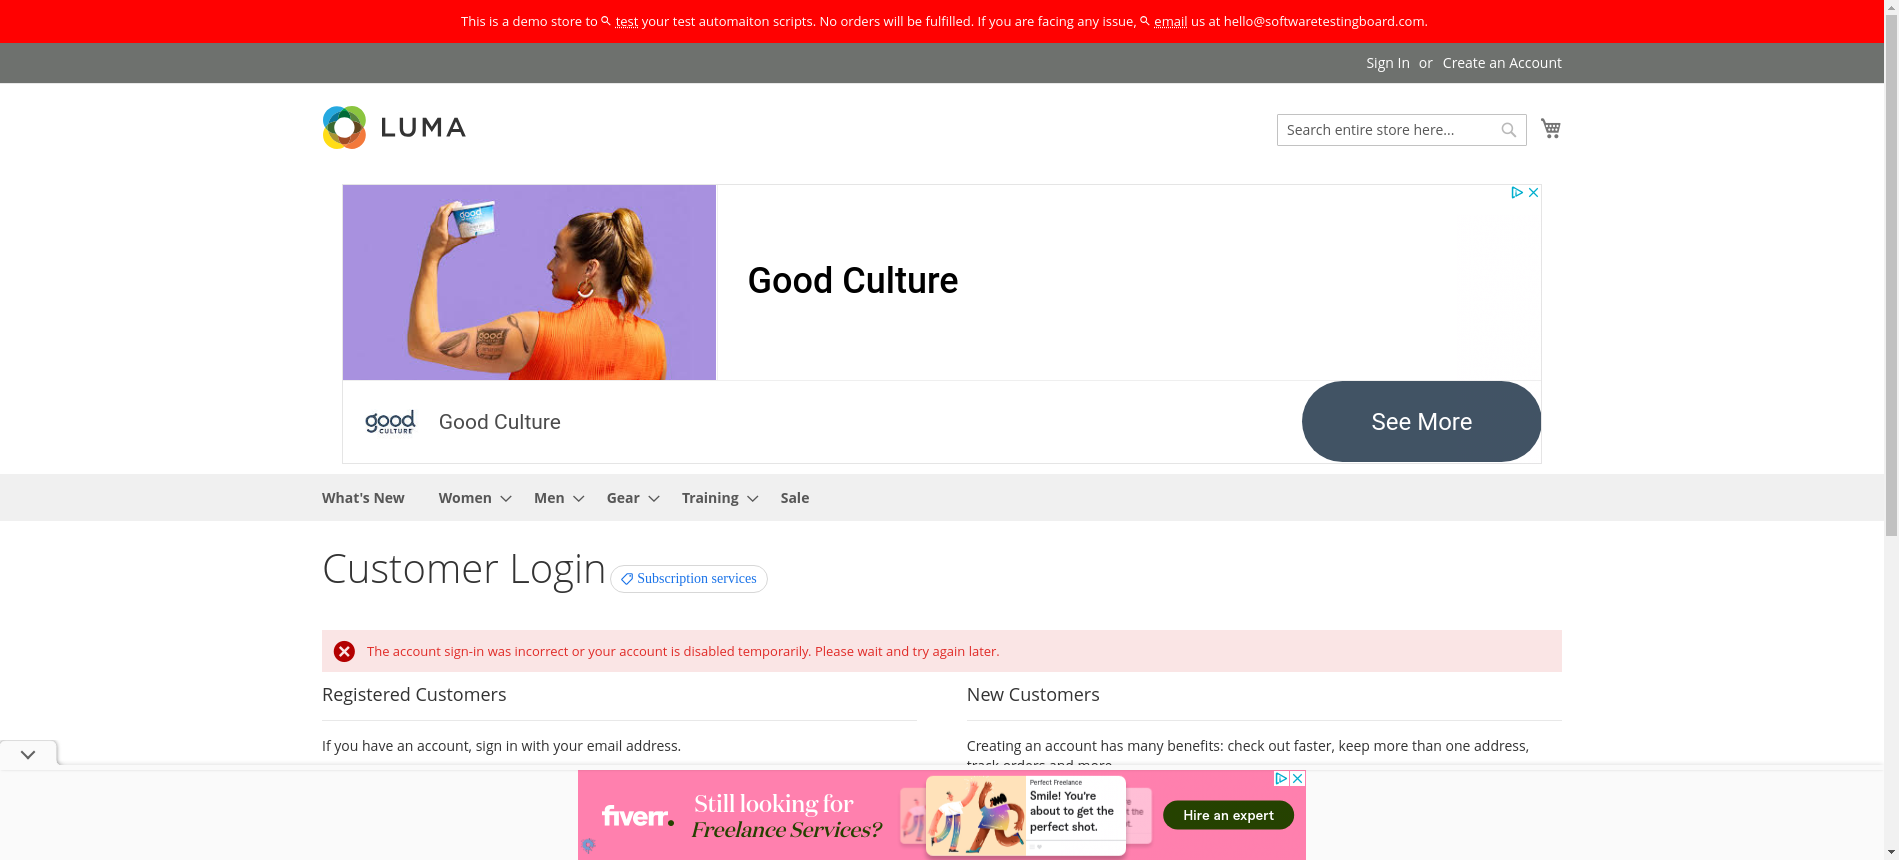 This is a demo store to test your test automaiton scripts. No orders will be fulfilled. If you are facing any issue, email us at hello@softwaretestingboard.com.
Sign In or Create an Account
LUMA
Search entire store here...
good
good
Good Culture
good
CULTURE
Good Culture
See More
What's New Women Men Gear Training Sale
Customer Login
Subscription services
The account sign-in was incorrect or your account is disabled temporarily. Please wait and try again later.
Registered Customers
If you have an account, sign in with your email address.
New Customers
Creating an account has many benefits: check out faster, keep more than one address,
track orders and more.
fiverr.
Still looking for
Freelance Services?
Perfect Freelance
Smile! You're
about to get the
perfect shot.
Hire an expert